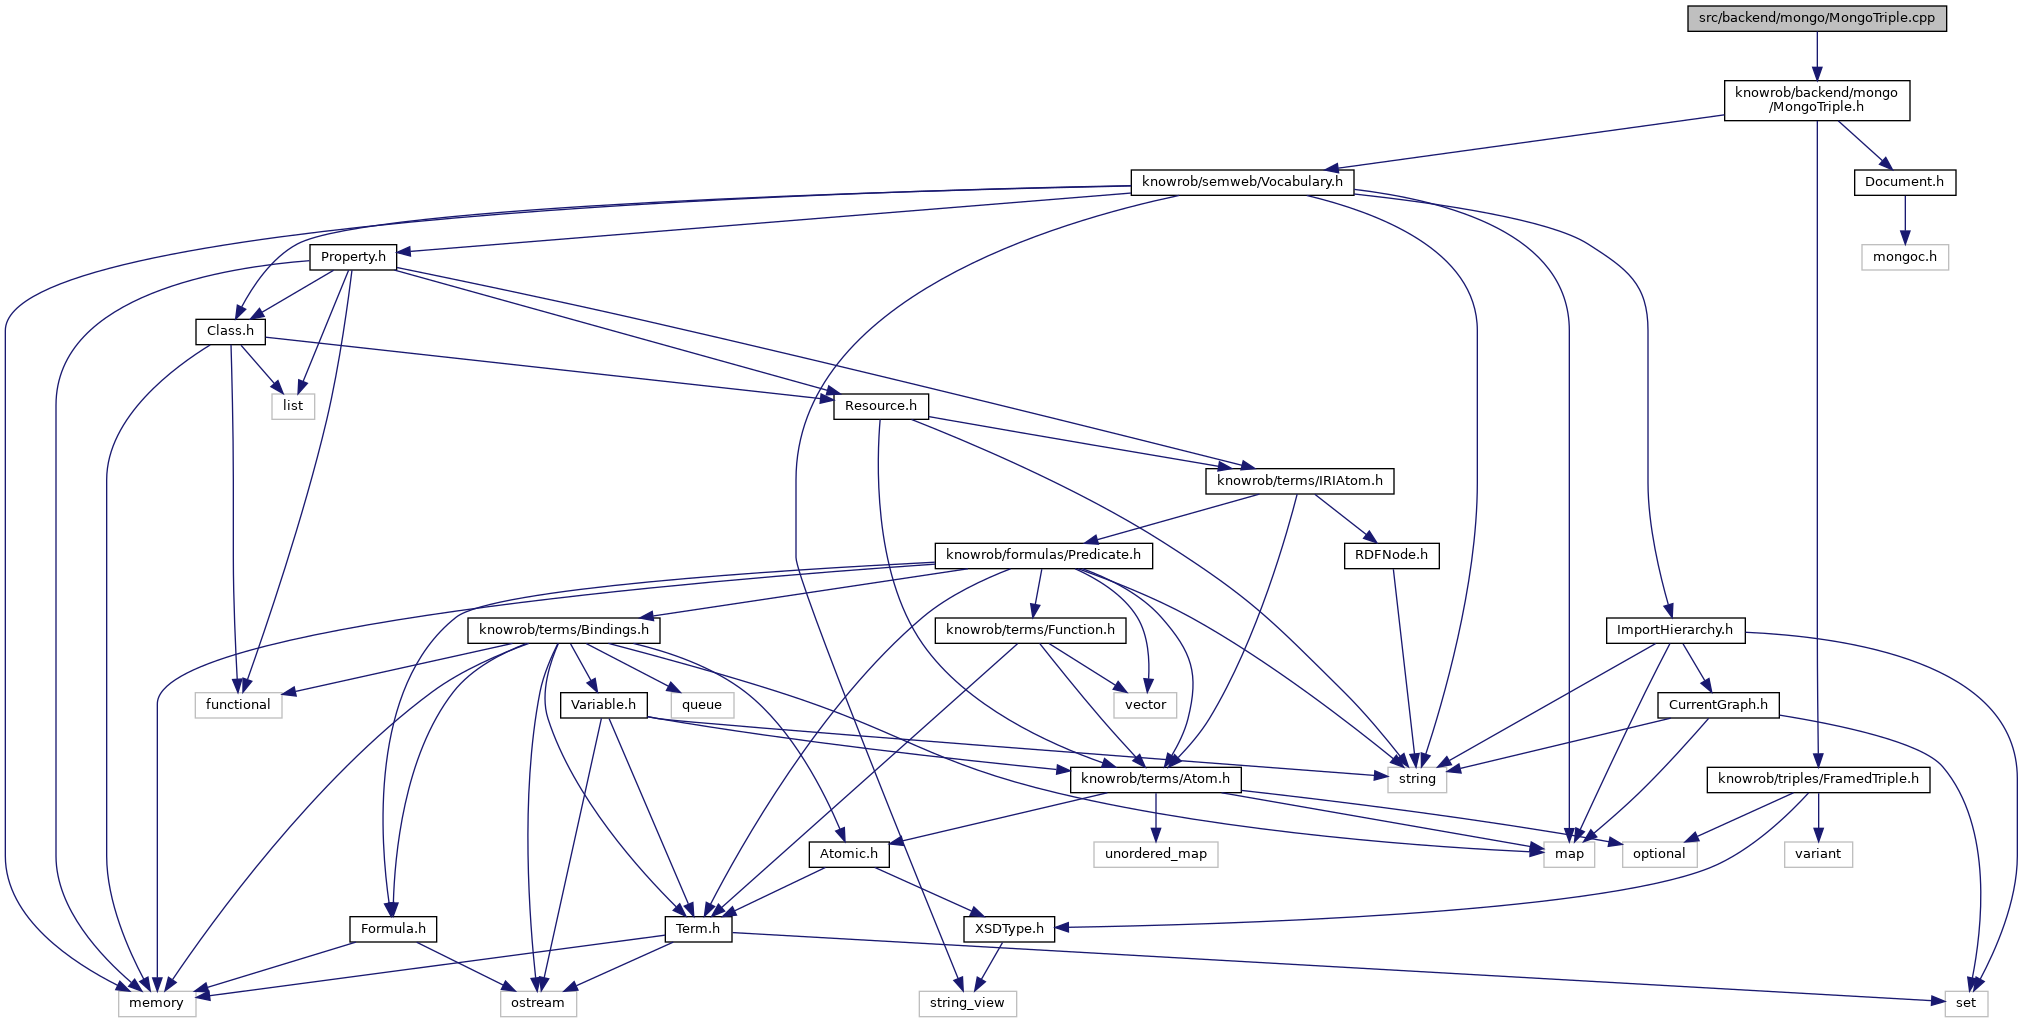 src/backend/mongo/MongoTriple.cpp
knowrob/backend/mongo
/MongoTriple.h
knowrob/semweb/Vocabulary.h
Document.h
Property.h
mongoc.h
Class.h
list
Resource.h
knowrob/terms/IRIAtom.h
knowrob/formulas/Predicate.h
RDFNode.h
knowrob/terms/Bindings.h
knowrob/terms/Function.h
ImportHierarchy.h
functional
Variable.h
queue
vector
CurrentGraph.h
knowrob/terms/Atom.h
string
knowrob/triples/FramedTriple.h
Atomic.h
unordered_map
map
optional
variant
Formula.h
Term.h
XSDType.h
memory
ostream
string_view
set